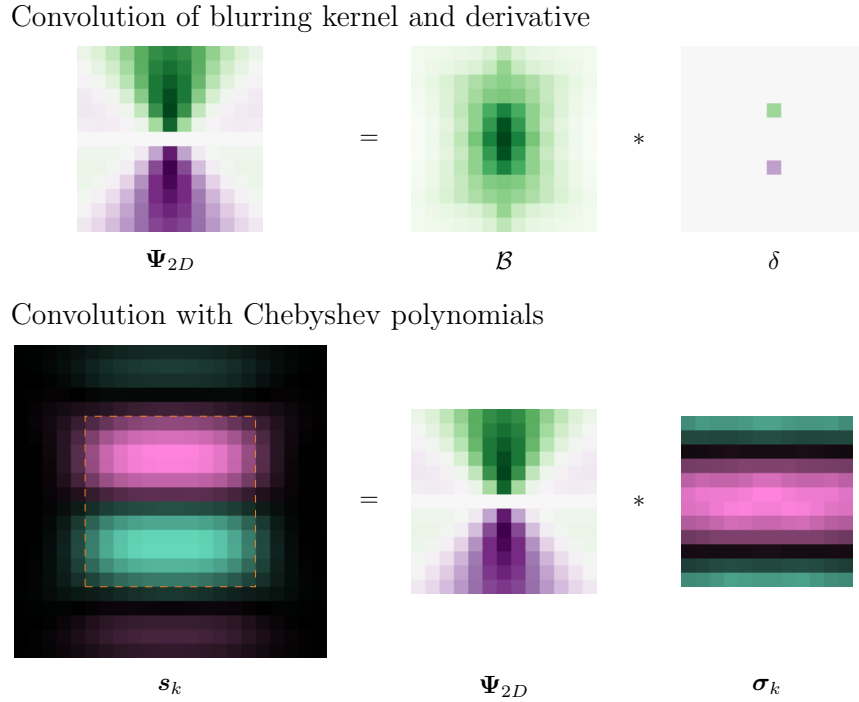 Convolution of blurring kernel and derivative
= ∗
Ψ2D B δ
Convolution with Chebyshev polynomials
= ∗
sk Ψ2D σk